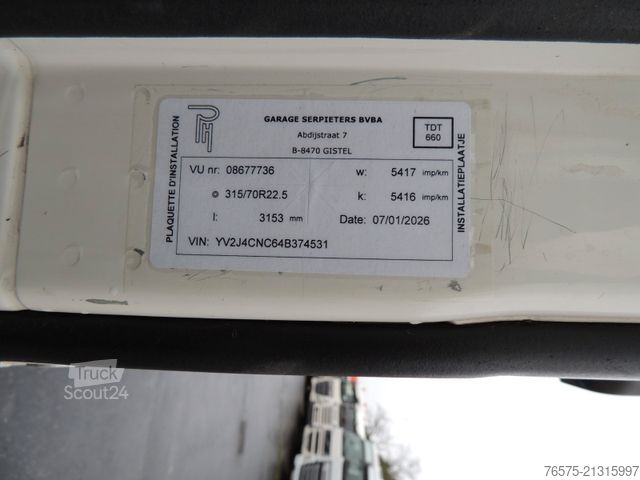 GARAGE SERPIETERS BVBA
Abdijstraat 7
B-8470 GISTEL
TDT
660
PLAQUETTE D'INSTALLATION
INSTALLATIEPLAATJE
VU nr: 08677736 w: 5417 imp/km
315/70R22.5 k: 5416 imp/km
l: 3153 mm Date: 07/01/2026
VIN: YV2J4CNC64B374531
Truck
Scout24
76575-21315997